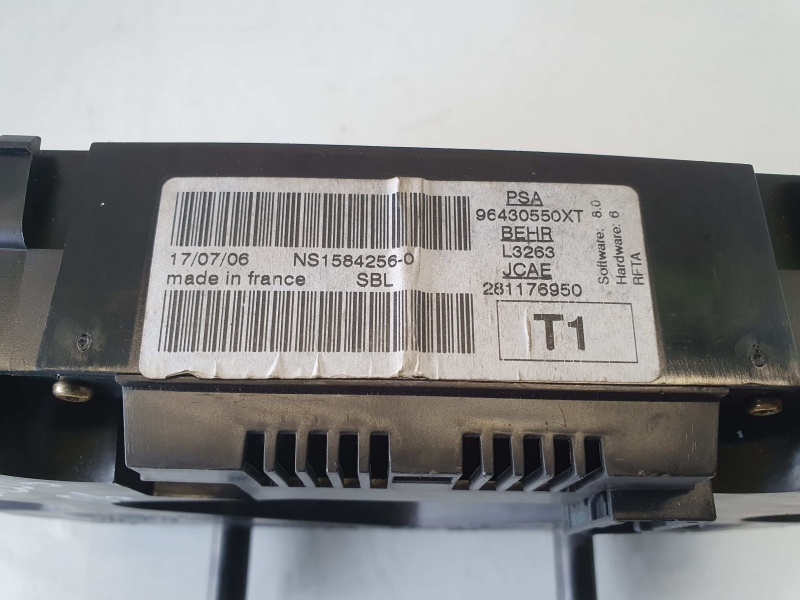 17/07/06 NS1584256-0
made in france SBL
PSA
96430550XT
BEHR
L3263
JCAE
281176950
T1
Software: 8.0
Hardware: 6
RFTA